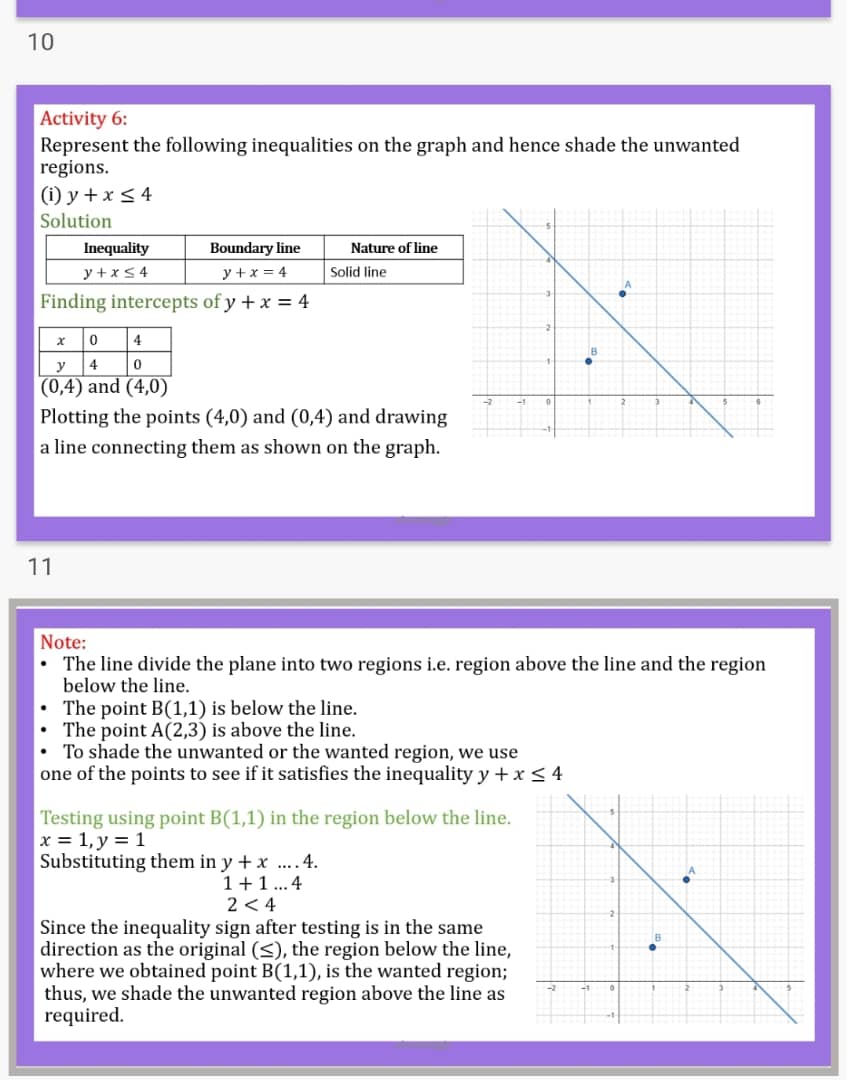 10
Activity 6:
Represent the following inequalities on the graph and hence shade the unwanted
regions.
(i) y + x ≤ 4
Solution
Inequality Boundary line Nature of line
y + x ≤ 4 y + x = 4 Solid line
Finding intercepts of y + x = 4
x 0 4
y 4 0
(0,4) and (4,0)
Plotting the points (4,0) and (0,4) and drawing
a line connecting them as shown on the graph.
5
4
3
A
2
1
B
-2 -1 0 1 2 3 4 5 6
-1
11
Note:
• The line divide the plane into two regions i.e. region above the line and the region
below the line.
• The point B(1,1) is below the line.
• The point A(2,3) is above the line.
• To shade the unwanted or the wanted region, we use
one of the points to see if it satisfies the inequality y + x ≤ 4
Testing using point B(1,1) in the region below the line.
x = 1, y = 1
Substituting them in y + x .... 4.
1 + 1 ... 4
2 < 4
Since the inequality sign after testing is in the same
direction as the original (≤), the region below the line,
where we obtained point B(1,1), is the wanted region;
thus, we shade the unwanted region above the line as
required.
5
4
A
3
2
B
1
-2 -1 0 1 2 3 4 5
-1